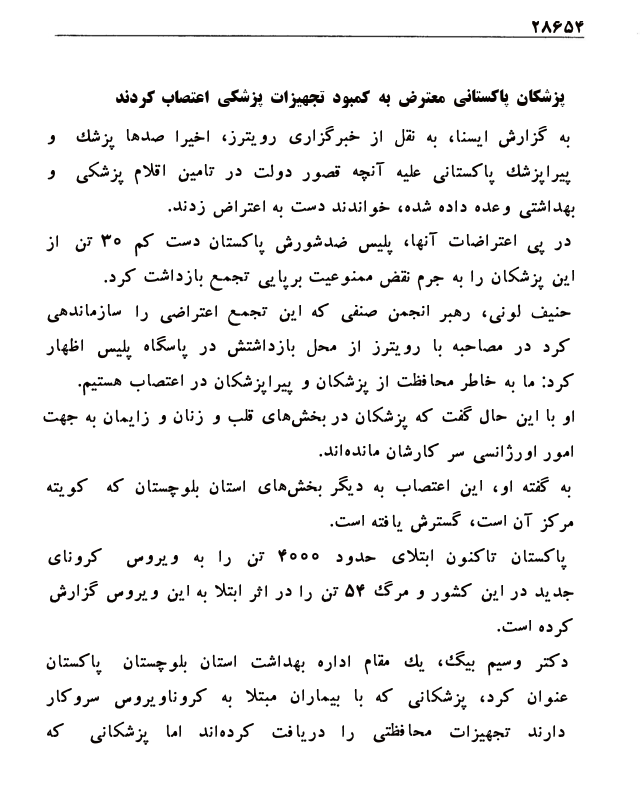 ۲۸۶۵۴
پزشکان پاکستانی معترض به کمبود تجهیزات پزشکی اعتصاب کردند
به گزارش ایسنا، به نقل از خبرگزاری رویترز، اخیرا صدها پزشك و
پیراپزشك پاکستانی علیه آنچه قصور دولت در تامین اقلام پزشکی و
بهداشتی وعده داده شده، خواندند دست به اعتراض زدند.
در پی اعتراضات آنها، پلیس ضدشورش پاکستان دست کم ۳۰ تن از
این پزشکان را به جرم نقض ممنوعیت برپایی تجمع بازداشت کرد.
حنیف لونی، رهبر انجمن صنفی که این تجمع اعتراضی را سازماندهی
کرد در مصاحبه با رویترز از محل بازداشتش در پاسگاه پلیس اظهار
کرد: ما به خاطر محافظت از پزشکان و پیراپزشکان در اعتصاب هستیم.
او با این حال گفت که پزشکان در بخش‌های قلب و زنان و زایمان به جهت
امور اورژانسی سر کارشان مانده‌اند.
به گفته او، این اعتصاب به دیگر بخش‌های استان بلوچستان که کویته
مرکز آن است، گسترش یافته است.
پاکستان تاکنون ابتلای حدود ۴۰۰۰ تن را به ویروس کرونای
جدید در این کشور و مرگ ۵۴ تن را در اثر ابتلا به این ویروس گزارش
کرده است.
دکتر وسیم بیگ، یك مقام اداره بهداشت استان بلوچستان پاکستان
عنوان کرد، پزشکانی که با بیماران مبتلا به کروناویروس سروکار
دارند تجهیزات محافظتی را دریافت کرده‌اند اما پزشکانی که